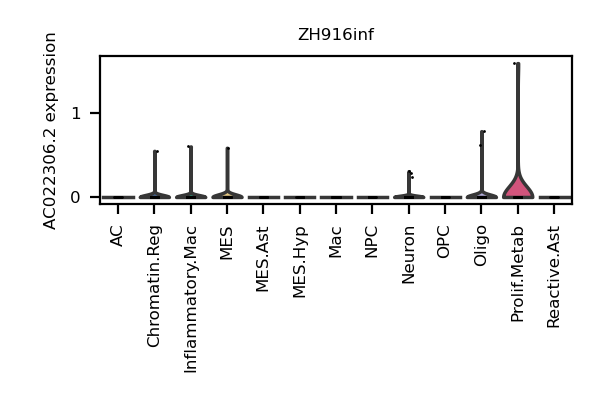 ZH916inf
AC022306.2 expression
1
0
AC
Chromatin.Reg
Inflammatory.Mac
MES
MES.Ast
MES.Hyp
Mac
NPC
Neuron
OPC
Oligo
Prolif.Metab
Reactive.Ast